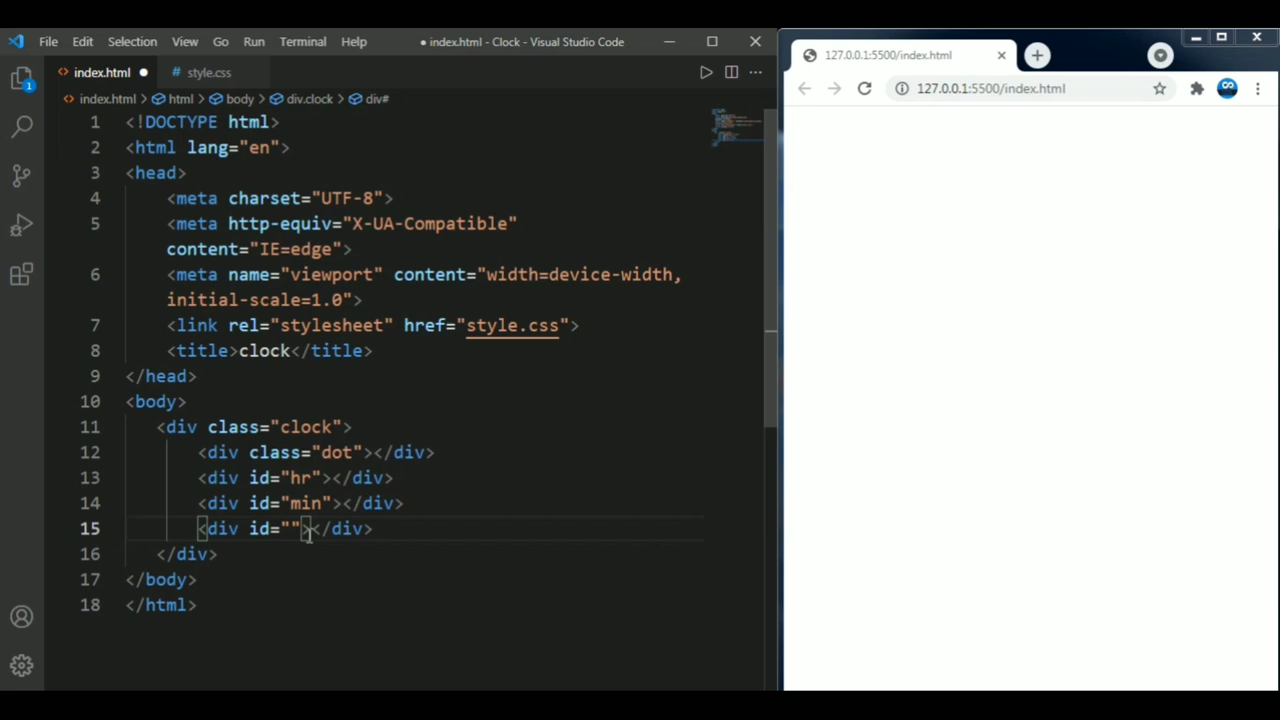 File Edit Selection View Go Run Terminal Help ● index.html - Clock - Visual Studio Code
index.html ● style.css
index.html > html > body > div.clock > div#
1 <!DOCTYPE html>
2 <html lang="en">
3 <head>
4 <meta charset="UTF-8">
5 <meta http-equiv="X-UA-Compatible"
content="IE=edge">
6 <meta name="viewport" content="width=device-width,
initial-scale=1.0">
7 <link rel="stylesheet" href="style.css">
8 <title>clock</title>
9 </head>
10 <body>
11 <div class="clock">
12 <div class="dot"></div>
13 <div id="hr"></div>
14 <div id="min"></div>
15 <div id=""></div>
16 </div>
17 </body>
18 </html>
1
127.0.0.1:5500/index.html
127.0.0.1:5500/index.html